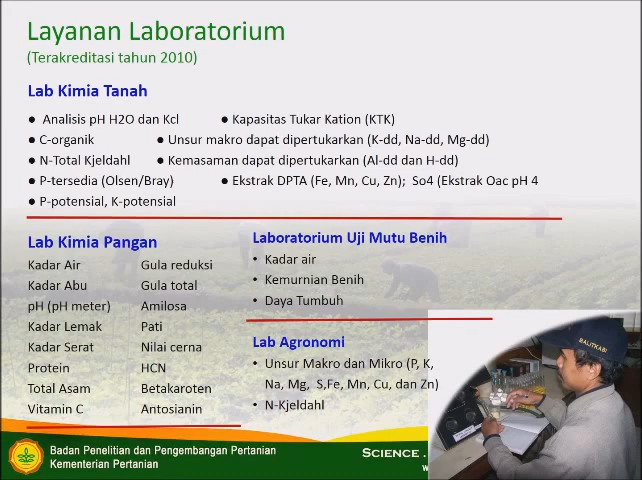 Layanan Laboratorium
(Terakreditasi tahun 2010)
Lab Kimia Tanah
● Analisis pH H2O dan Kcl ● Kapasitas Tukar Kation (KTK)
● C-organik ● Unsur makro dapat dipertukarkan (K-dd, Na-dd, Mg-dd)
● N-Total Kjeldahl ● Kemasaman dapat dipertukarkan (Al-dd dan H-dd)
● P-tersedia (Olsen/Bray) ● Ekstrak DPTA (Fe, Mn, Cu, Zn); So4 (Ekstrak Oac pH 4
● P-potensial, K-potensial
Lab Kimia Pangan
Kadar Air Gula reduksi
Kadar Abu Gula total
pH (pH meter) Amilosa
Kadar Lemak Pati
Kadar Serat Nilai cerna
Protein HCN
Total Asam Betakaroten
Vitamin C Antosianin
Laboratorium Uji Mutu Benih
• Kadar air
• Kemurnian Benih
• Daya Tumbuh
Lab Agronomi
• Unsur Makro dan Mikro (P, K,
Na, Mg, S,Fe, Mn, Cu, dan Zn)
• N-Kjeldahl
BALITKABI
Badan Penelitian dan Pengembangan Pertanian
Kementerian Pertanian
SCIENCE .